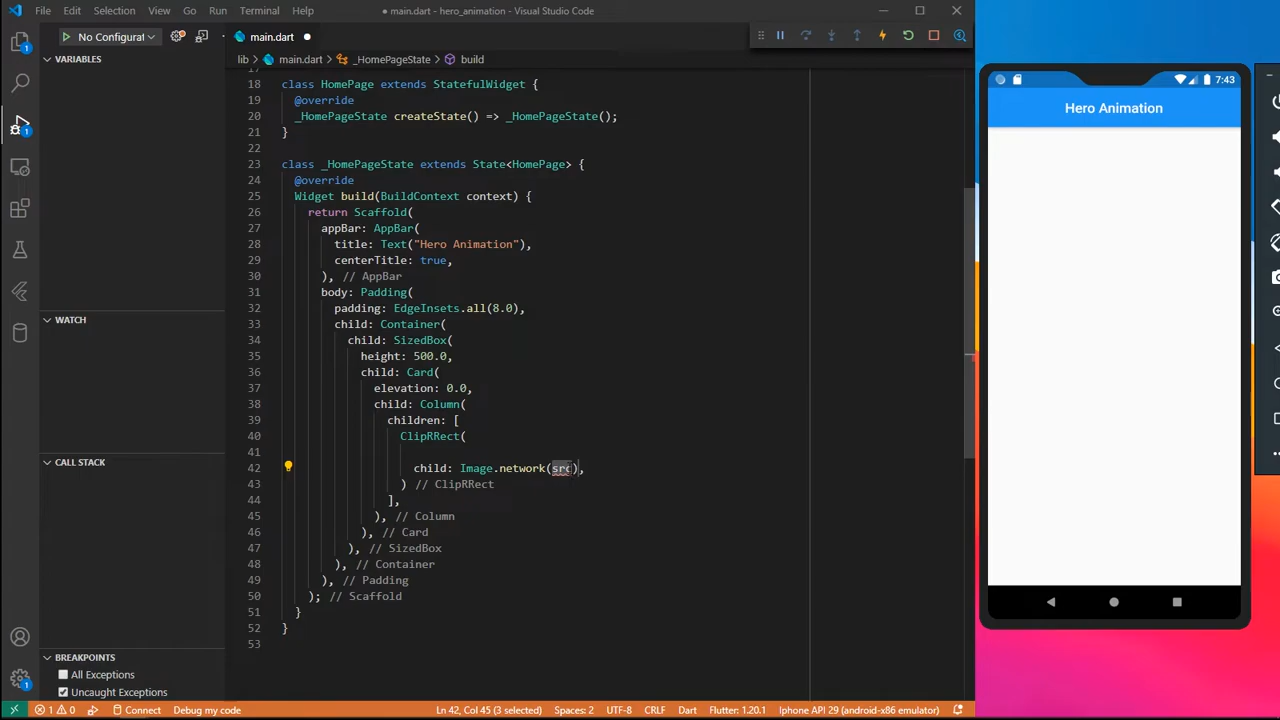 File Edit Selection View Go Run Terminal Help
● main.dart - hero_animation - Visual Studio Code
No Configurat
main.dart ●
lib › main.dart › _HomePageState › build
VARIABLES
WATCH
CALL STACK
BREAKPOINTS
All Exceptions
Uncaught Exceptions
17
18 class HomePage extends StatefulWidget {
19 @override
20 _HomePageState createState() => _HomePageState();
21 }
22
23 class _HomePageState extends State<HomePage> {
24 @override
25 Widget build(BuildContext context) {
26 return Scaffold(
27 appBar: AppBar(
28 title: Text("Hero Animation"),
29 centerTitle: true,
30 ), // AppBar
31 body: Padding(
32 padding: EdgeInsets.all(8.0),
33 child: Container(
34 child: SizedBox(
35 height: 500.0,
36 child: Card(
37 elevation: 0.0,
38 child: Column(
39 children: [
40 ClipRRect(
41
42 child: Image.network(src),
43 ) // ClipRRect
44 ],
45 ), // Column
46 ), // Card
47 ), // SizedBox
48 ), // Container
49 ), // Padding
50 ); // Scaffold
51 }
52 }
53
7:43
Hero Animation
1
1
1
1 0 Connect Debug my code Ln 42, Col 45 (3 selected) Spaces: 2 UTF-8 CRLF Dart Flutter: 1.20.1 Iphone API 29 (android-x86 emulator)